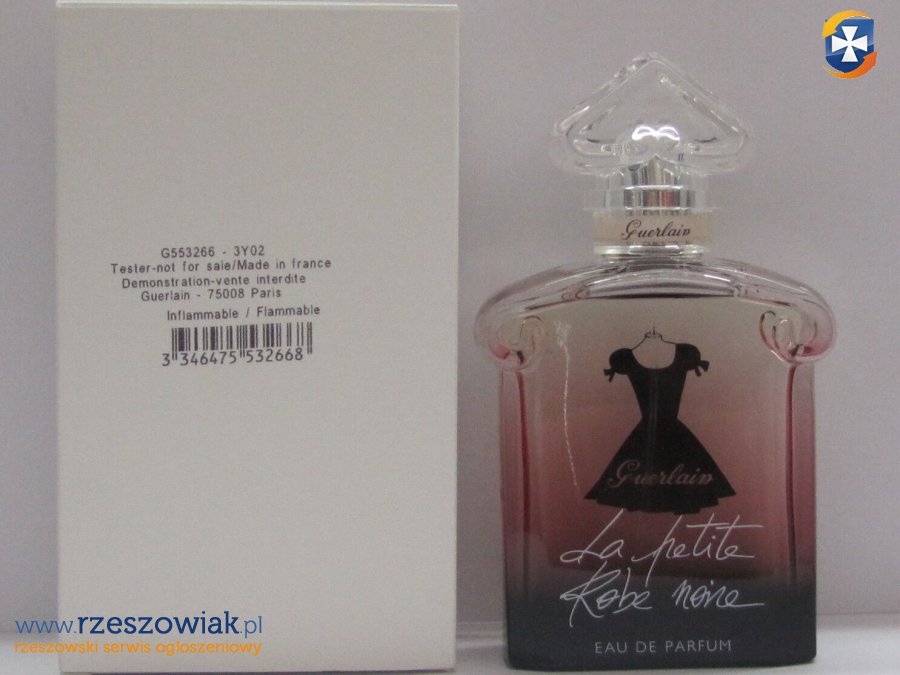 G553266 - 3Y02
Tester-not for sale/Made in france
Demonstration-vente interdite
Guerlain - 75008 Paris
Inflammable / Flammable
3 346475 532668
Guerlain
Guerlain
La petite
Robe noire
EAU DE PARFUM
www.rzeszowiak.pl
rzeszowski serwis ogłoszeniowy